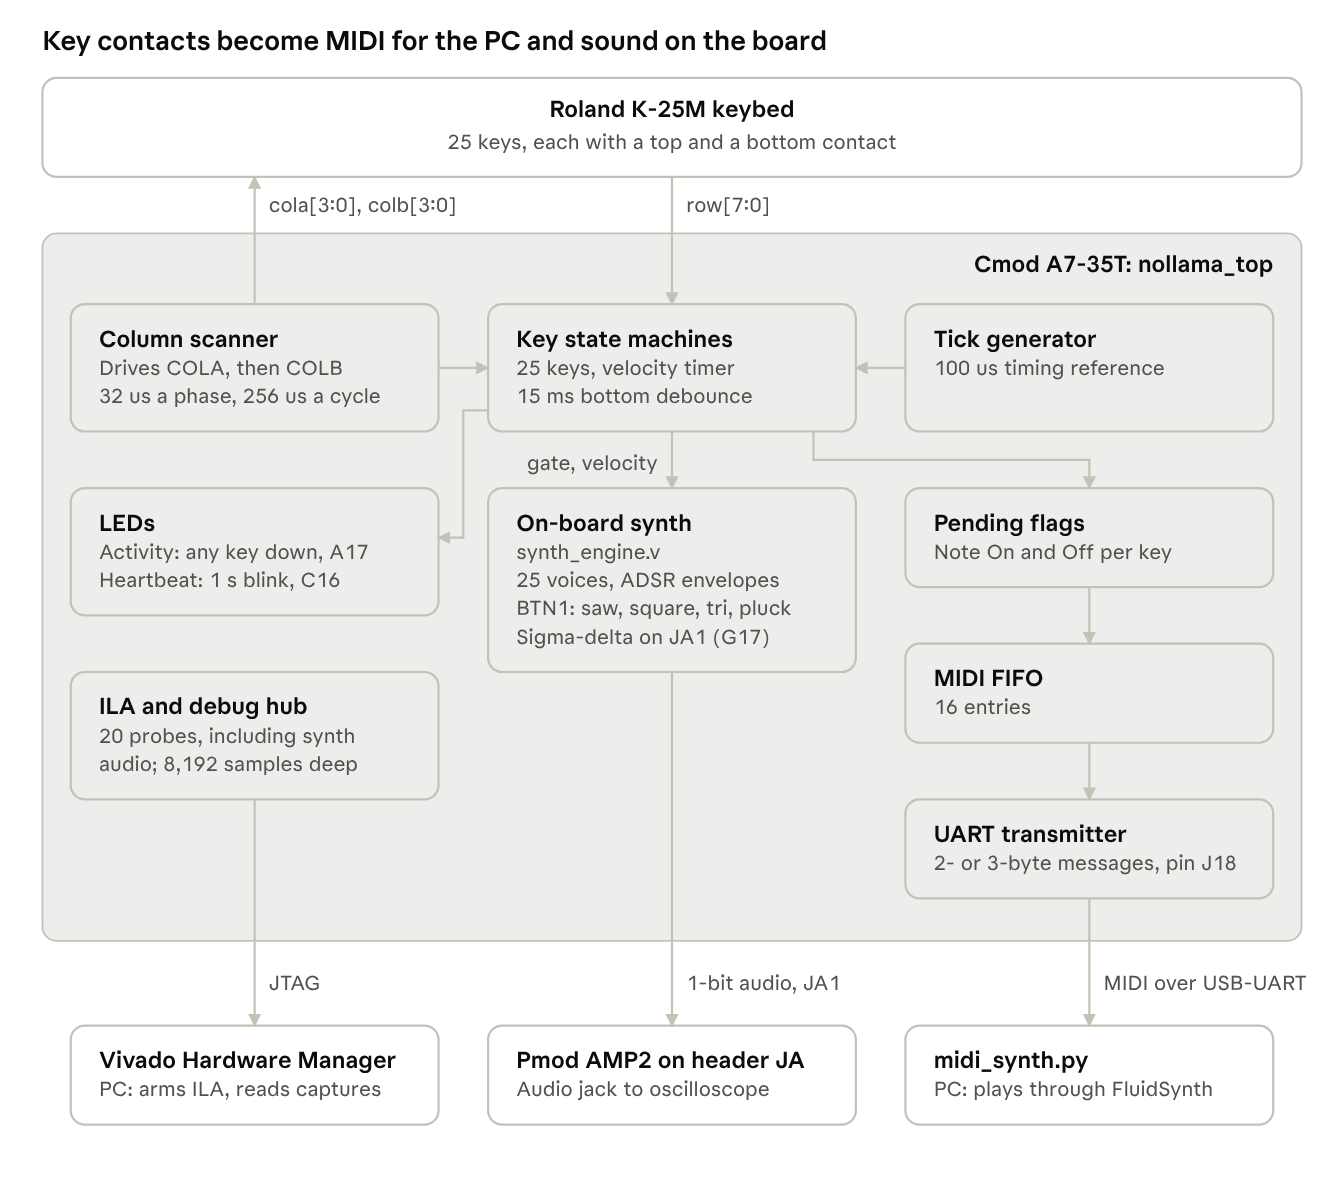 Key contacts become MIDI for the PC and sound on the board
Roland K-25M keybed
25 keys, each with a top and a bottom contact
cola[3:0], colb[3:0]
row[7:0]
Cmod A7-35T: nollama_top
Column scanner
Drives COLA, then COLB
32 us a phase, 256 us a cycle
Key state machines
25 keys, velocity timer
15 ms bottom debounce
Tick generator
100 us timing reference
gate, velocity
LEDs
Activity: any key down, A17
Heartbeat: 1 s blink, C16
On-board synth
synth_engine.v
25 voices, ADSR envelopes
BTN1: saw, square, tri, pluck
Sigma-delta on JA1 (G17)
Pending flags
Note On and Off per key
ILA and debug hub
20 probes, including synth
audio; 8,192 samples deep
MIDI FIFO
16 entries
UART transmitter
2- or 3-byte messages, pin J18
JTAG
1-bit audio, JA1
MIDI over USB-UART
Vivado Hardware Manager
PC: arms ILA, reads captures
Pmod AMP2 on header JA
Audio jack to oscilloscope
midi_synth.py
PC: plays through FluidSynth